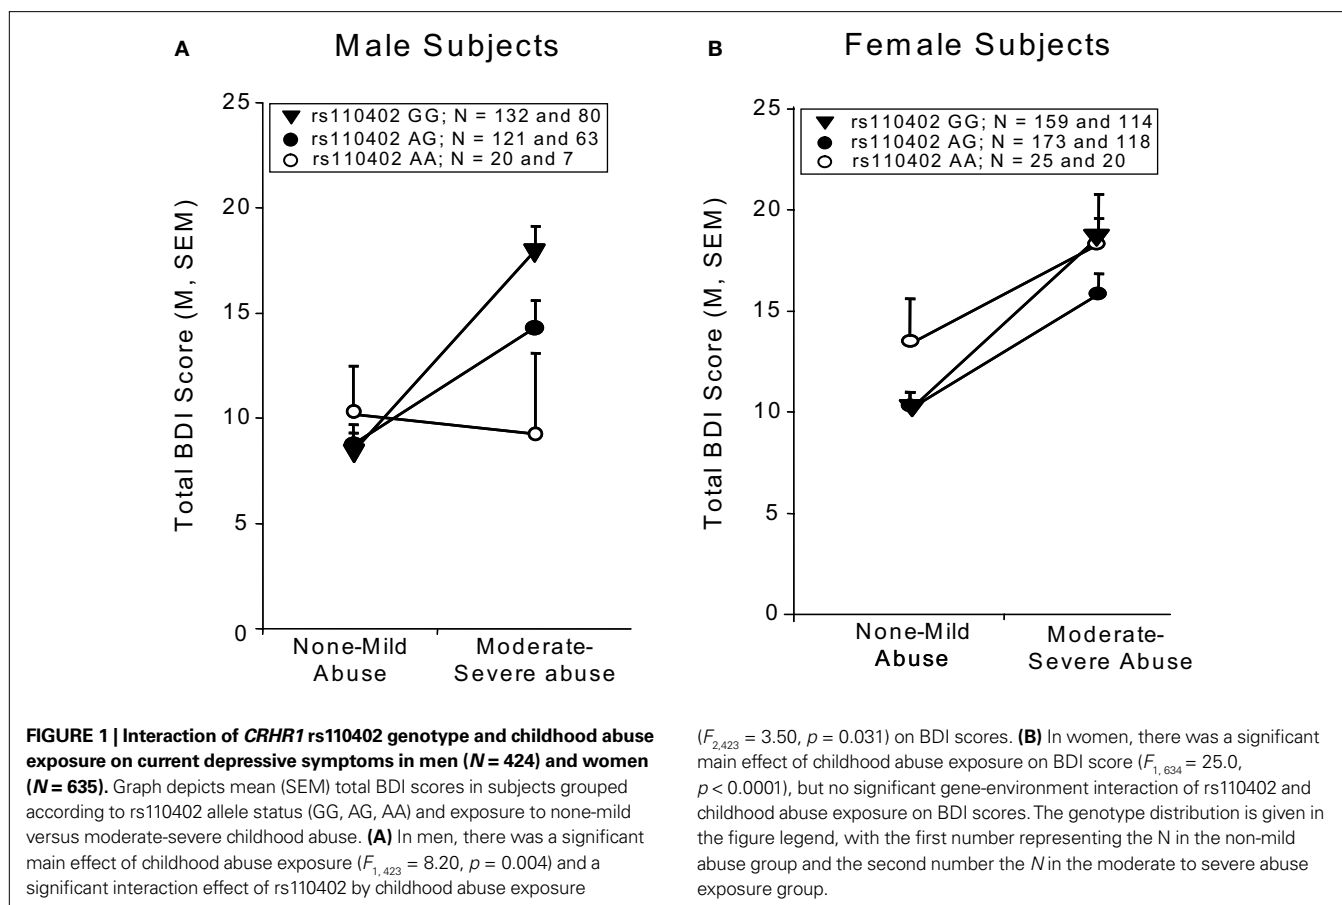 A
Male Subjects
25
rs110402 GG; N = 132 and 80
rs110402 AG; N = 121 and 63
rs110402 AA; N = 20 and 7
20
15
10
5
0
Total BDI Score (M, SEM)
None-Mild
Abuse
Moderate-
Severe abuse
B
Female Subjects
25
rs110402 GG; N = 159 and 114
rs110402 AG; N = 173 and 118
rs110402 AA; N = 25 and 20
20
15
10
5
0
Total BDI Score (M, SEM)
None-Mild
Abuse
Moderate-
Severe Abuse
FIGURE 1 | Interaction of CRHR1 rs110402 genotype and childhood abuse
exposure on current depressive symptoms in men (N = 424) and women
(N = 635). Graph depicts mean (SEM) total BDI scores in subjects grouped
according to rs110402 allele status (GG, AG, AA) and exposure to none-mild
versus moderate-severe childhood abuse. (A) In men, there was a significant
main effect of childhood abuse exposure (F1, 423 = 8.20, p = 0.004) and a
significant interaction effect of rs110402 by childhood abuse exposure
(F2,423 = 3.50, p = 0.031) on BDI scores. (B) In women, there was a significant
main effect of childhood abuse exposure on BDI score (F1, 634 = 25.0,
p < 0.0001), but no significant gene-environment interaction of rs110402 and
childhood abuse exposure on BDI scores. The genotype distribution is given in
the figure legend, with the first number representing the N in the non-mild
abuse group and the second number the N in the moderate to severe abuse
exposure group.